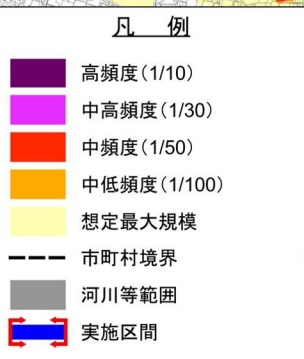 凡 例
高頻度(1/10)
中高頻度(1/30)
中頻度(1/50)
中低頻度(1/100)
想定最大規模
市町村境界
河川等範囲
実施区間